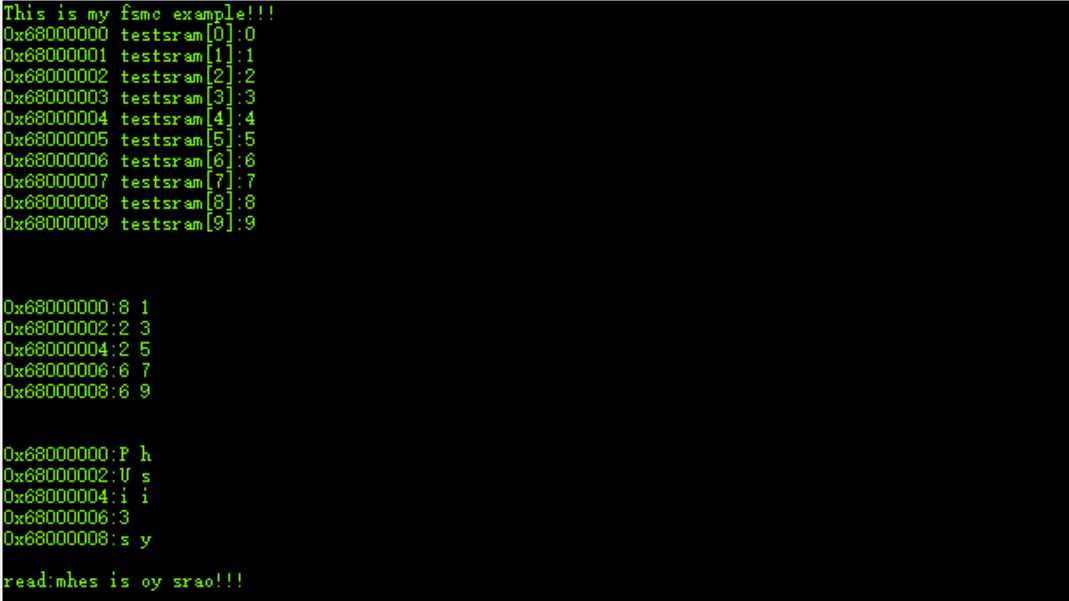 This is my fsmc example!!!
0x68000000 testsram[0]:0
0x68000001 testsram[1]:1
0x68000002 testsram[2]:2
0x68000003 testsram[3]:3
0x68000004 testsram[4]:4
0x68000005 testsram[5]:5
0x68000006 testsram[6]:6
0x68000007 testsram[7]:7
0x68000008 testsram[8]:8
0x68000009 testsram[9]:9
0x68000000:8 1
0x68000002:2 3
0x68000004:2 5
0x68000006:6 7
0x68000008:6 9
0x68000000:P h
0x68000002:U s
0x68000004:i i
0x68000006:3
0x68000008:s y
read:mhes is oy srao!!!